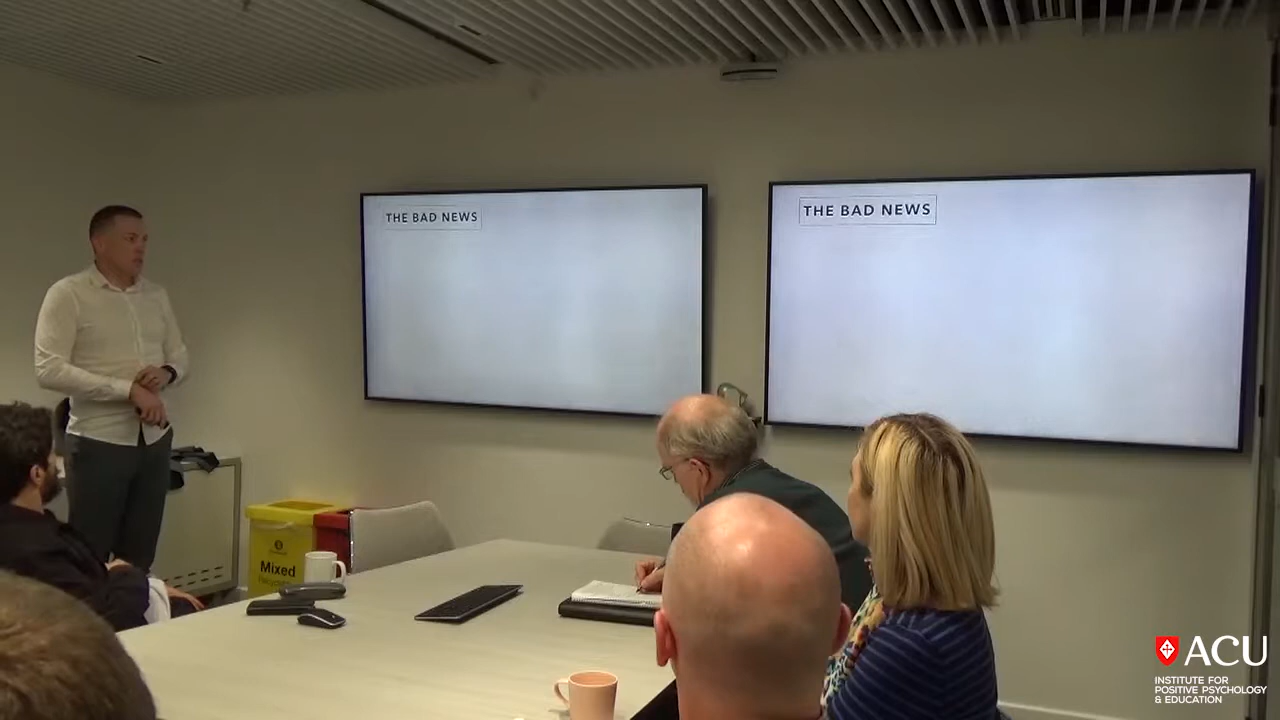 THE BAD NEWS
THE BAD NEWS
Mixed
ACU
INSTITUTE FOR
POSITIVE PSYCHOLOGY
& EDUCATION